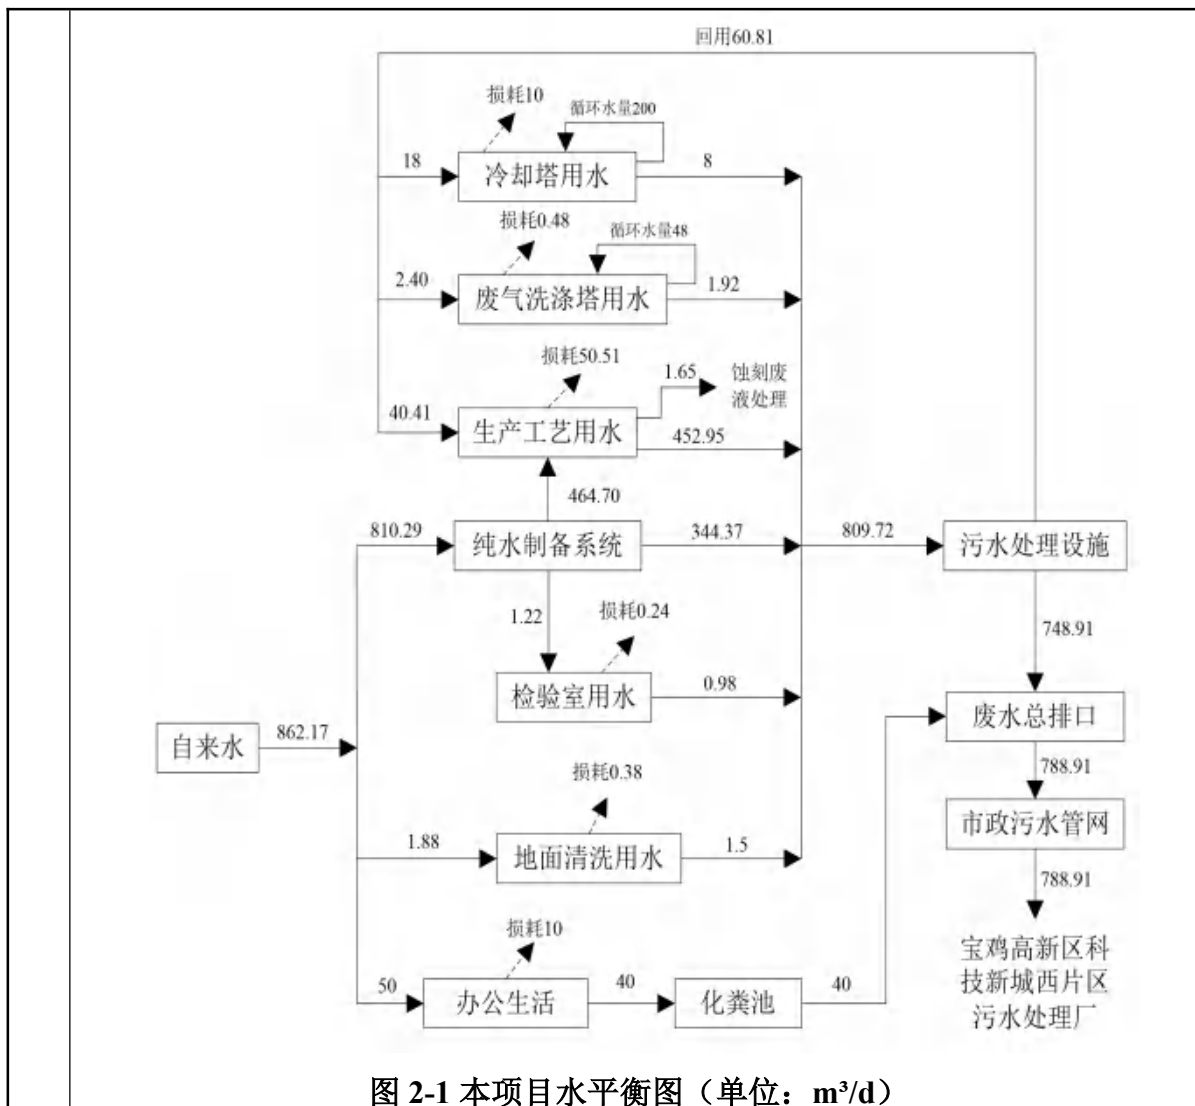 回用60.81
损耗10
循环水量200
18
冷却塔用水
8
损耗0.48
循环水量48
2.40
废气洗涤塔用水
1.92
损耗50.51
1.65
蚀刻废
液处理
40.41
生产工艺用水
452.95
464.70
810.29
纯水制备系统
344.37
809.72
污水处理设施
1.22
损耗0.24
748.91
检验室用水
0.98
废水总排口
自来水
862.17
788.91
损耗0.38
市政污水管网
1.88
地面清洗用水
1.5
788.91
损耗10
宝鸡高新区科
技新城西片区
污水处理厂
50
办公生活
40
化粪池
40
图 2-1 本项目水平衡图（单位：m³/d）